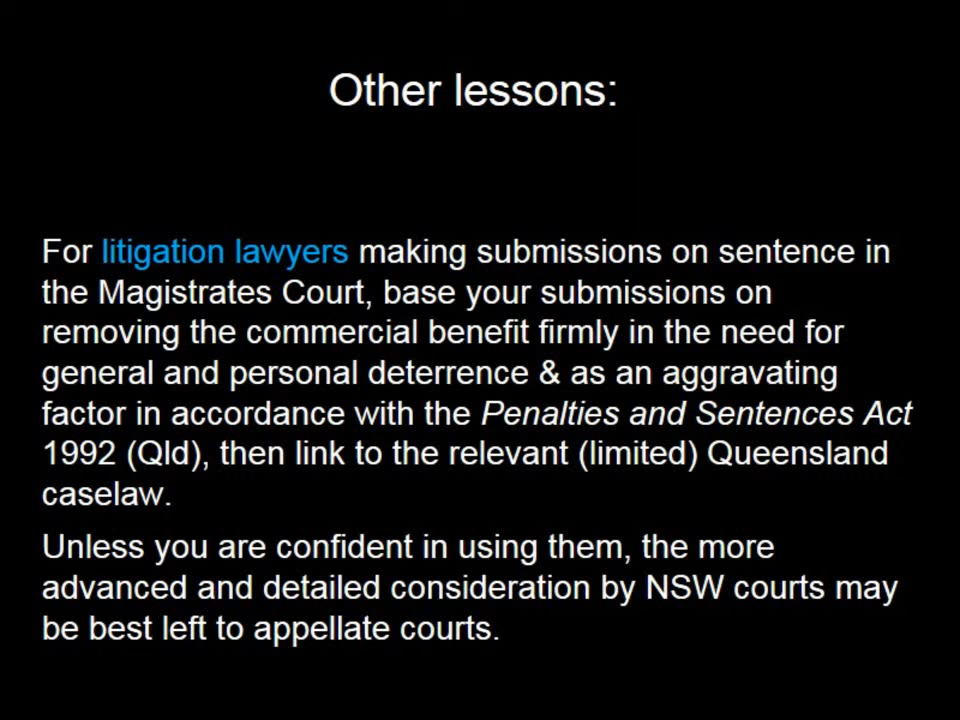 Other lessons:
For litigation lawyers making submissions on sentence in
the Magistrates Court, base your submissions on
removing the commercial benefit firmly in the need for
general and personal deterrence & as an aggravating
factor in accordance with the Penalties and Sentences Act
1992 (Qld), then link to the relevant (limited) Queensland
caselaw.
Unless you are confident in using them, the more
advanced and detailed consideration by NSW courts may
be best left to appellate courts.